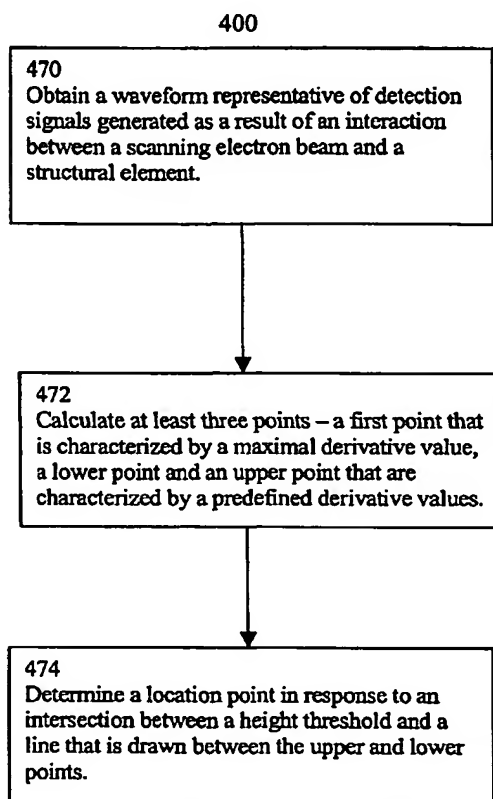 400
470
Obtain a waveform representative of detection
signals generated as a result of an interaction
between a scanning electron beam and a
structural element.
472
Calculate at least three points – a first point that
is characterized by a maximal derivative value,
a lower point and an upper point that are
characterized by a predefined derivative values.
474
Determine a location point in response to an
intersection between a height threshold and a
line that is drawn between the upper and lower
points.